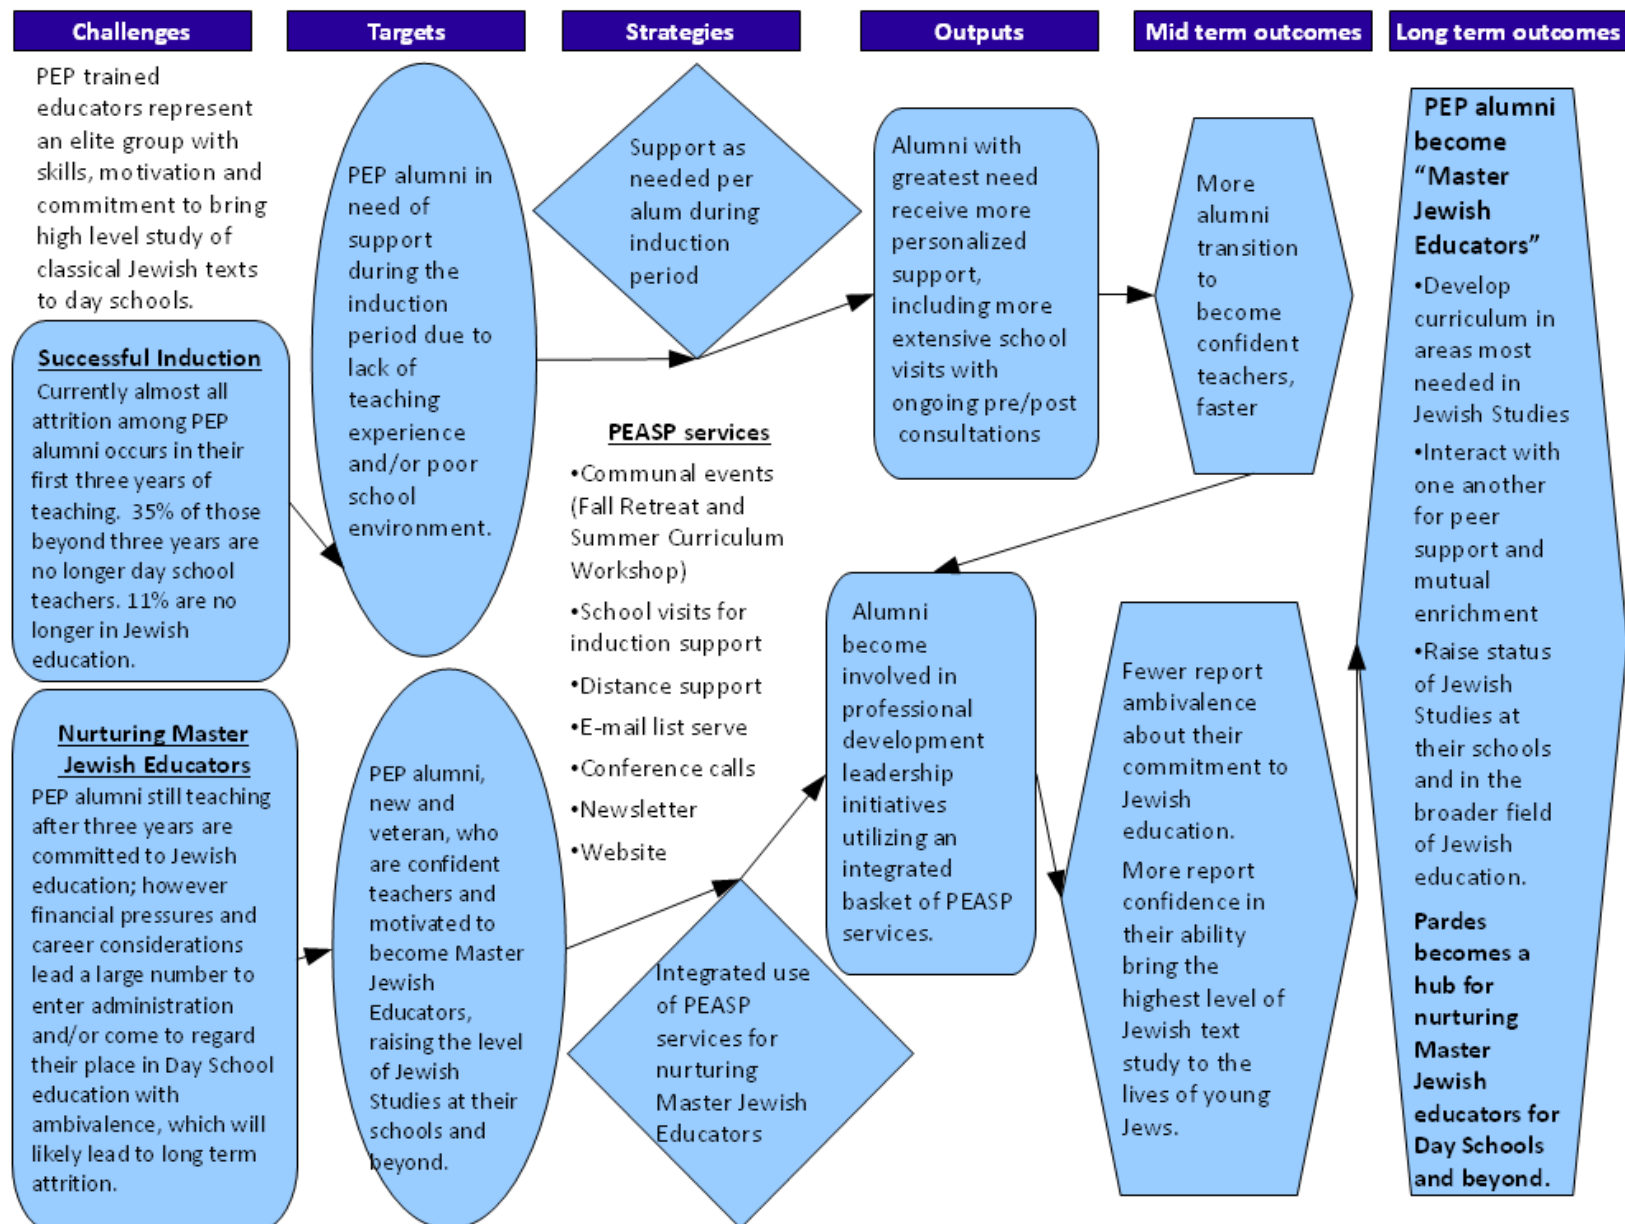 Challenges
Targets
Strategies
Outputs
Mid term outcomes
Long term outcomes
PEP trained
educators represent
an elite group with
skills, motivation and
commitment to bring
high level study of
classical Jewish texts
to day schools.
Successful Induction
Currently almost all
attrition among PEP
alumni occurs in their
first three years of
teaching. 35% of those
beyond three years are
no longer day school
teachers. 11% are no
longer in Jewish
education.
Nurturing Master
Jewish Educators
PEP alumni still teaching
after three years are
committed to Jewish
education; however
financial pressures and
career considerations
lead a large number to
enter administration
and/or come to regard
their place in Day School
education with
ambivalence, which will
likely lead to long term
attrition.
PEP alumni in
need of
support
during the
induction
period due to
lack of
teaching
experience
and/or poor
school
environment.
PEP alumni,
new and
veteran, who
are confident
teachers and
motivated to
become Master
Jewish
Educators,
raising the level
of Jewish
Studies at their
schools and
beyond.
Support as
needed per
alum during
induction
period
PEASP services
•Communal events
(Fall Retreat and
Summer Curriculum
Workshop)
•School visits for
induction support
•Distance support
•E-mail list serve
•Conference calls
•Newsletter
•Website
Integrated use
of PEASP
services for
nurturing
Master Jewish
Educators
Alumni with
greatest need
receive more
personalized
support,
including more
extensive school
visits with
ongoing pre/post
consultations
Alumni
become
involved in
professional
development
leadership
initiatives
utilizing an
integrated
basket of PEASP
services.
More
alumni
transition
to
become
confident
teachers,
faster
Fewer report
ambivalence
about their
commitment to
Jewish
education.
More report
confidence in
their ability
bring the
highest level of
Jewish text
study to the
lives of young
Jews.
PEP alumni
become
“Master
Jewish
Educators”
•Develop
curriculum in
areas most
needed in
Jewish Studies
•Interact with
one another
for peer
support and
mutual
enrichment
•Raise status
of Jewish
Studies at
their schools
and in the
broader field
of Jewish
education.
Pardes
becomes a
hub for
nurturing
Master
Jewish
educators for
Day Schools
and beyond.